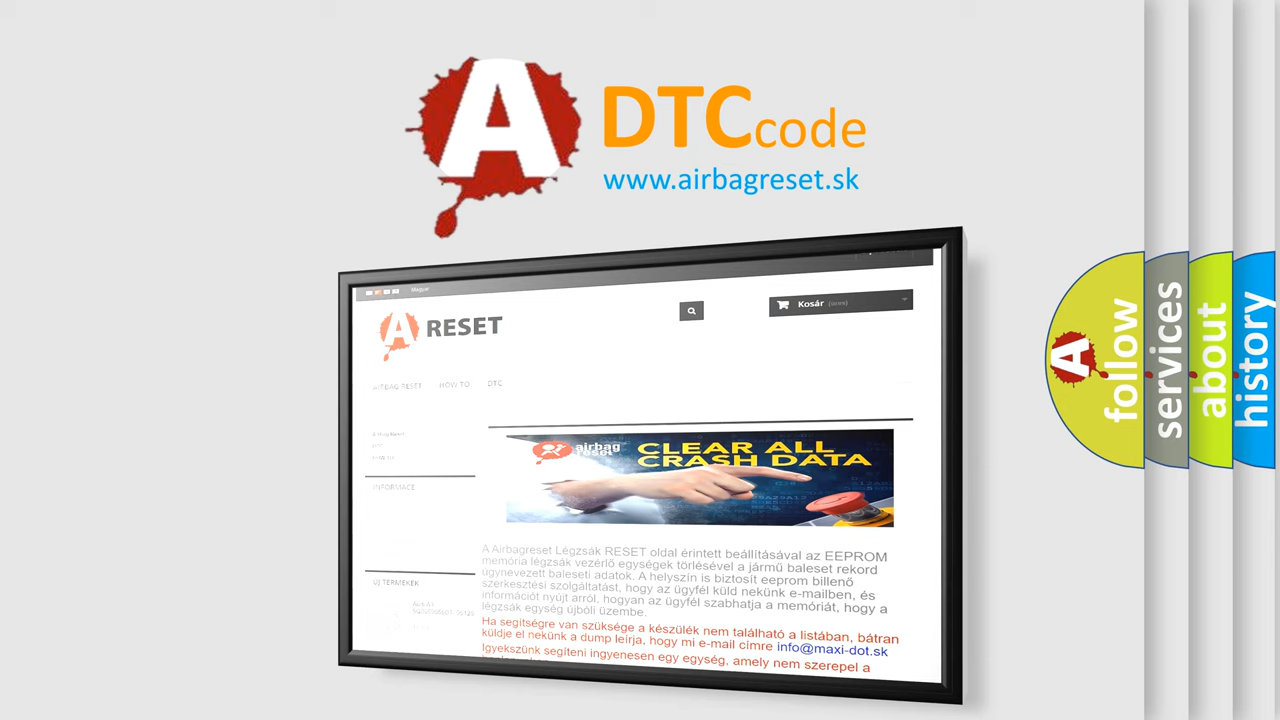 A DTC code
www.airbagreset.sk
Magyar
A RESET
Kosár (üres)
AIRBAG RESET HOW TO DTC
INFORMACE
ÚJ TERMÉKEK
airbag reset
CLEAR ALL
CRASH DATA
A Airbagreset Légzsák RESET oldal érintett beállításával az EEPROM
memória légzsák vezérlő egységek törlésével a jármű baleset rekord
úgynevezett baleseti adatok. A helyszín is biztosít eeprom billenő
szerkesztési szolgáltatást, hogy az ügyfél küld nekünk e-mailben, és
információt nyújt arról, hogyan az ügyfél szabhatja a memóriát, hogy a
légzsák egység újbóli üzembe.
Ha segítségre van szüksége a készülék nem található a listában, bátran
küldje el nekünk a dump leírja, hogy mi e-mail címre info@maxi-dot.sk
Igyekszünk segíteni ingyenesen egy egység, amely nem szerepel a
A follow
services
about
history